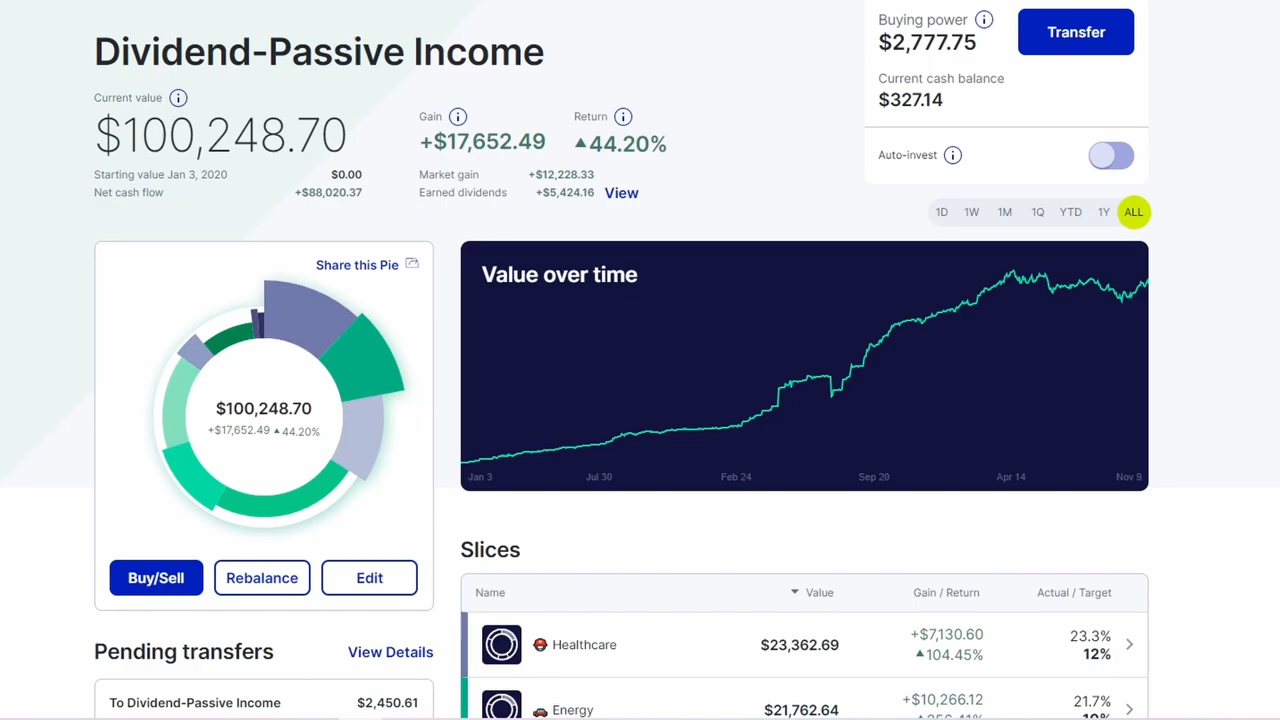 Dividend-Passive Income
Buying power
$2,777.75
Transfer
Current cash balance
$327.14
Auto-invest
Current value
$100,248.70
Starting value Jan 3, 2020 $0.00
Net cash flow +$88,020.37
Gain
+$17,652.49
Return
▲44.20%
Market gain +$12,228.33
Earned dividends +$5,424.16 View
1D 1W 1M 1Q YTD 1Y ALL
Share this Pie
$100,248.70
+$17,652.49 ▲44.20%
Buy/Sell Rebalance Edit
Value over time
Jan 3 Jul 30 Feb 24 Sep 20 Apr 14 Nov 9
Pending transfers View Details
To Dividend-Passive Income $2,450.61
Slices
Name Value Gain / Return Actual / Target
Healthcare $23,362.69 +$7,130.60 23.3%
▲104.45% 12%
Energy $21,762.64 +$10,266.12 21.7%